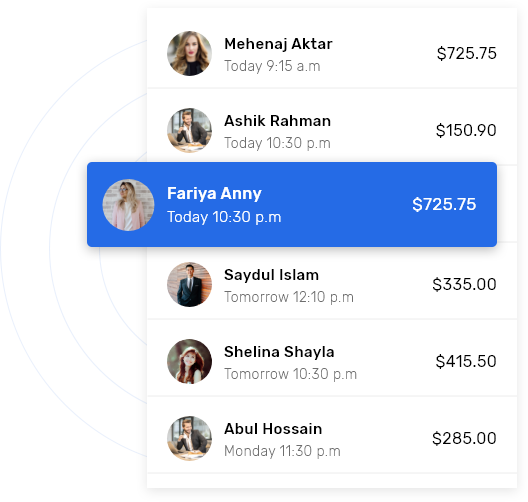 Mehenaj Aktar
$725.75
Today 9:15 a.m
Ashik Rahman
$150.90
Today 10:30 p.m
Fariya Anny
$725.75
Today 10:30 p.m
Saydul Islam
$335.00
Tomorrow 12:10 p.m
Shelina Shayla
$415.50
Tomorrow 10:30 p.m
Abul Hossain
$285.00
Monday 11:30 p.m